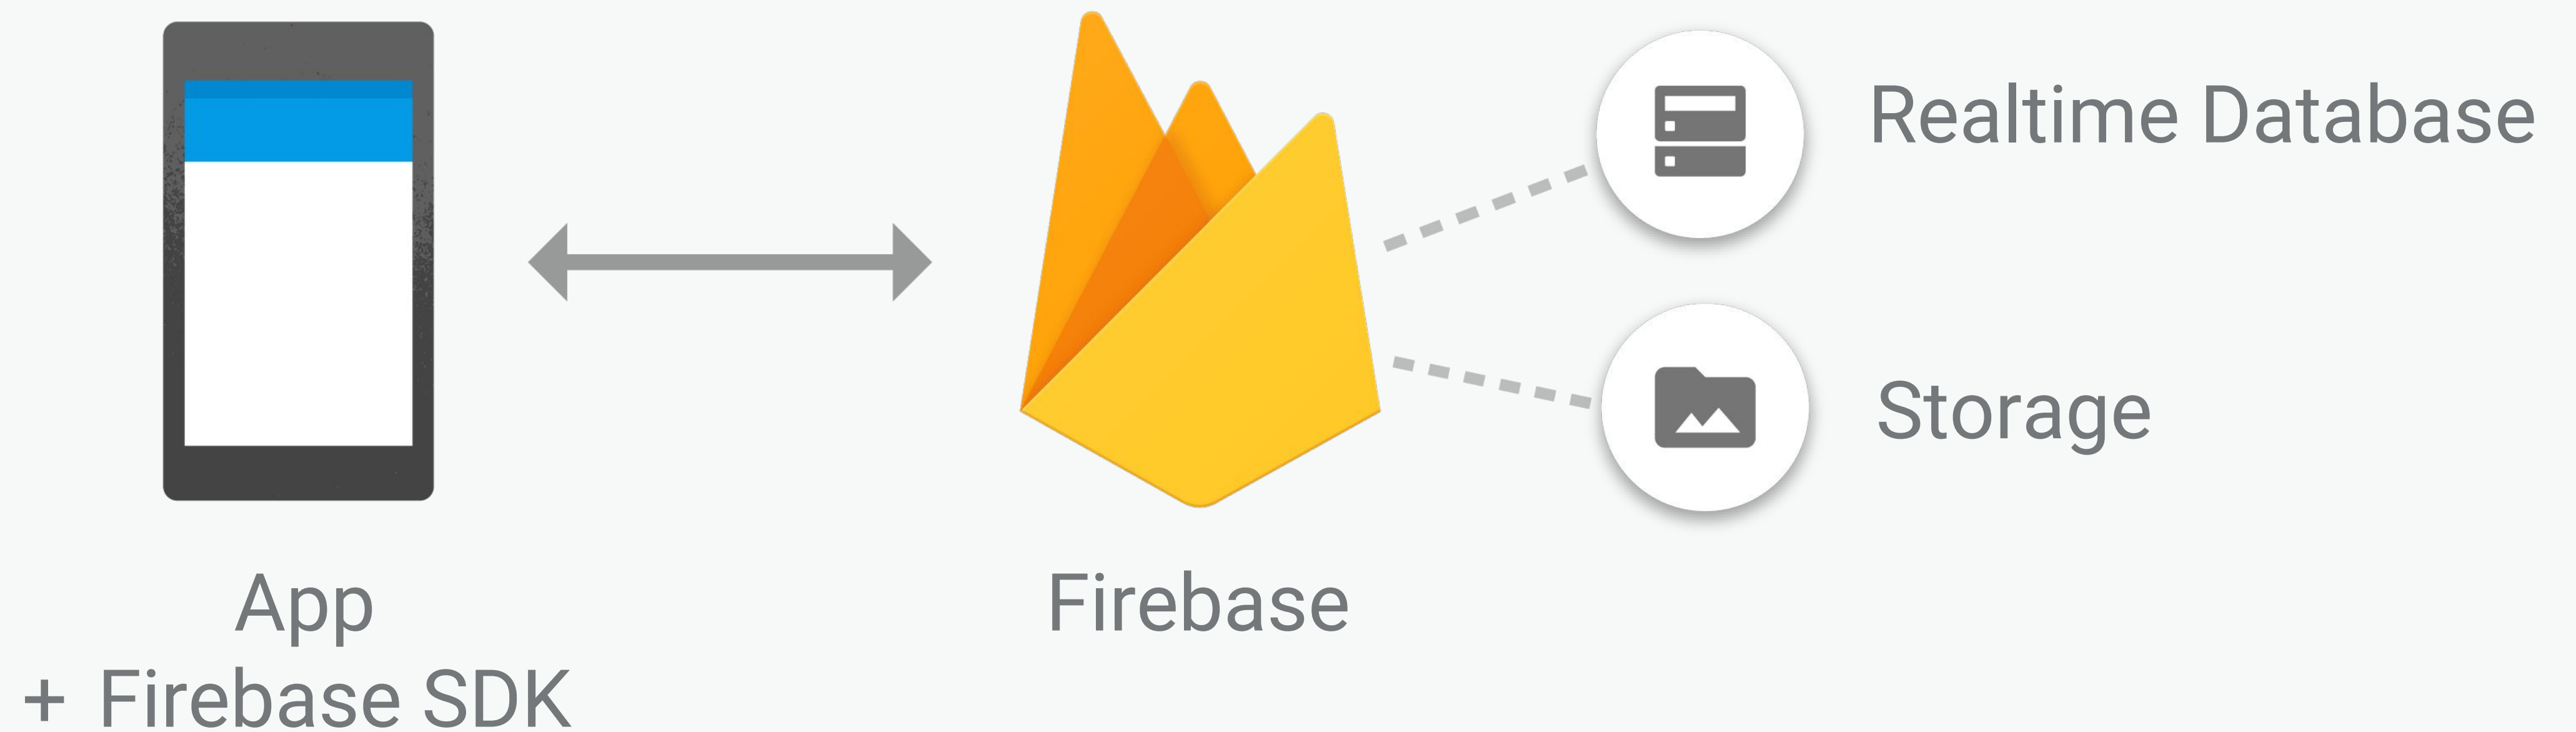 App
+ Firebase SDK
Firebase
Realtime Database
Storage